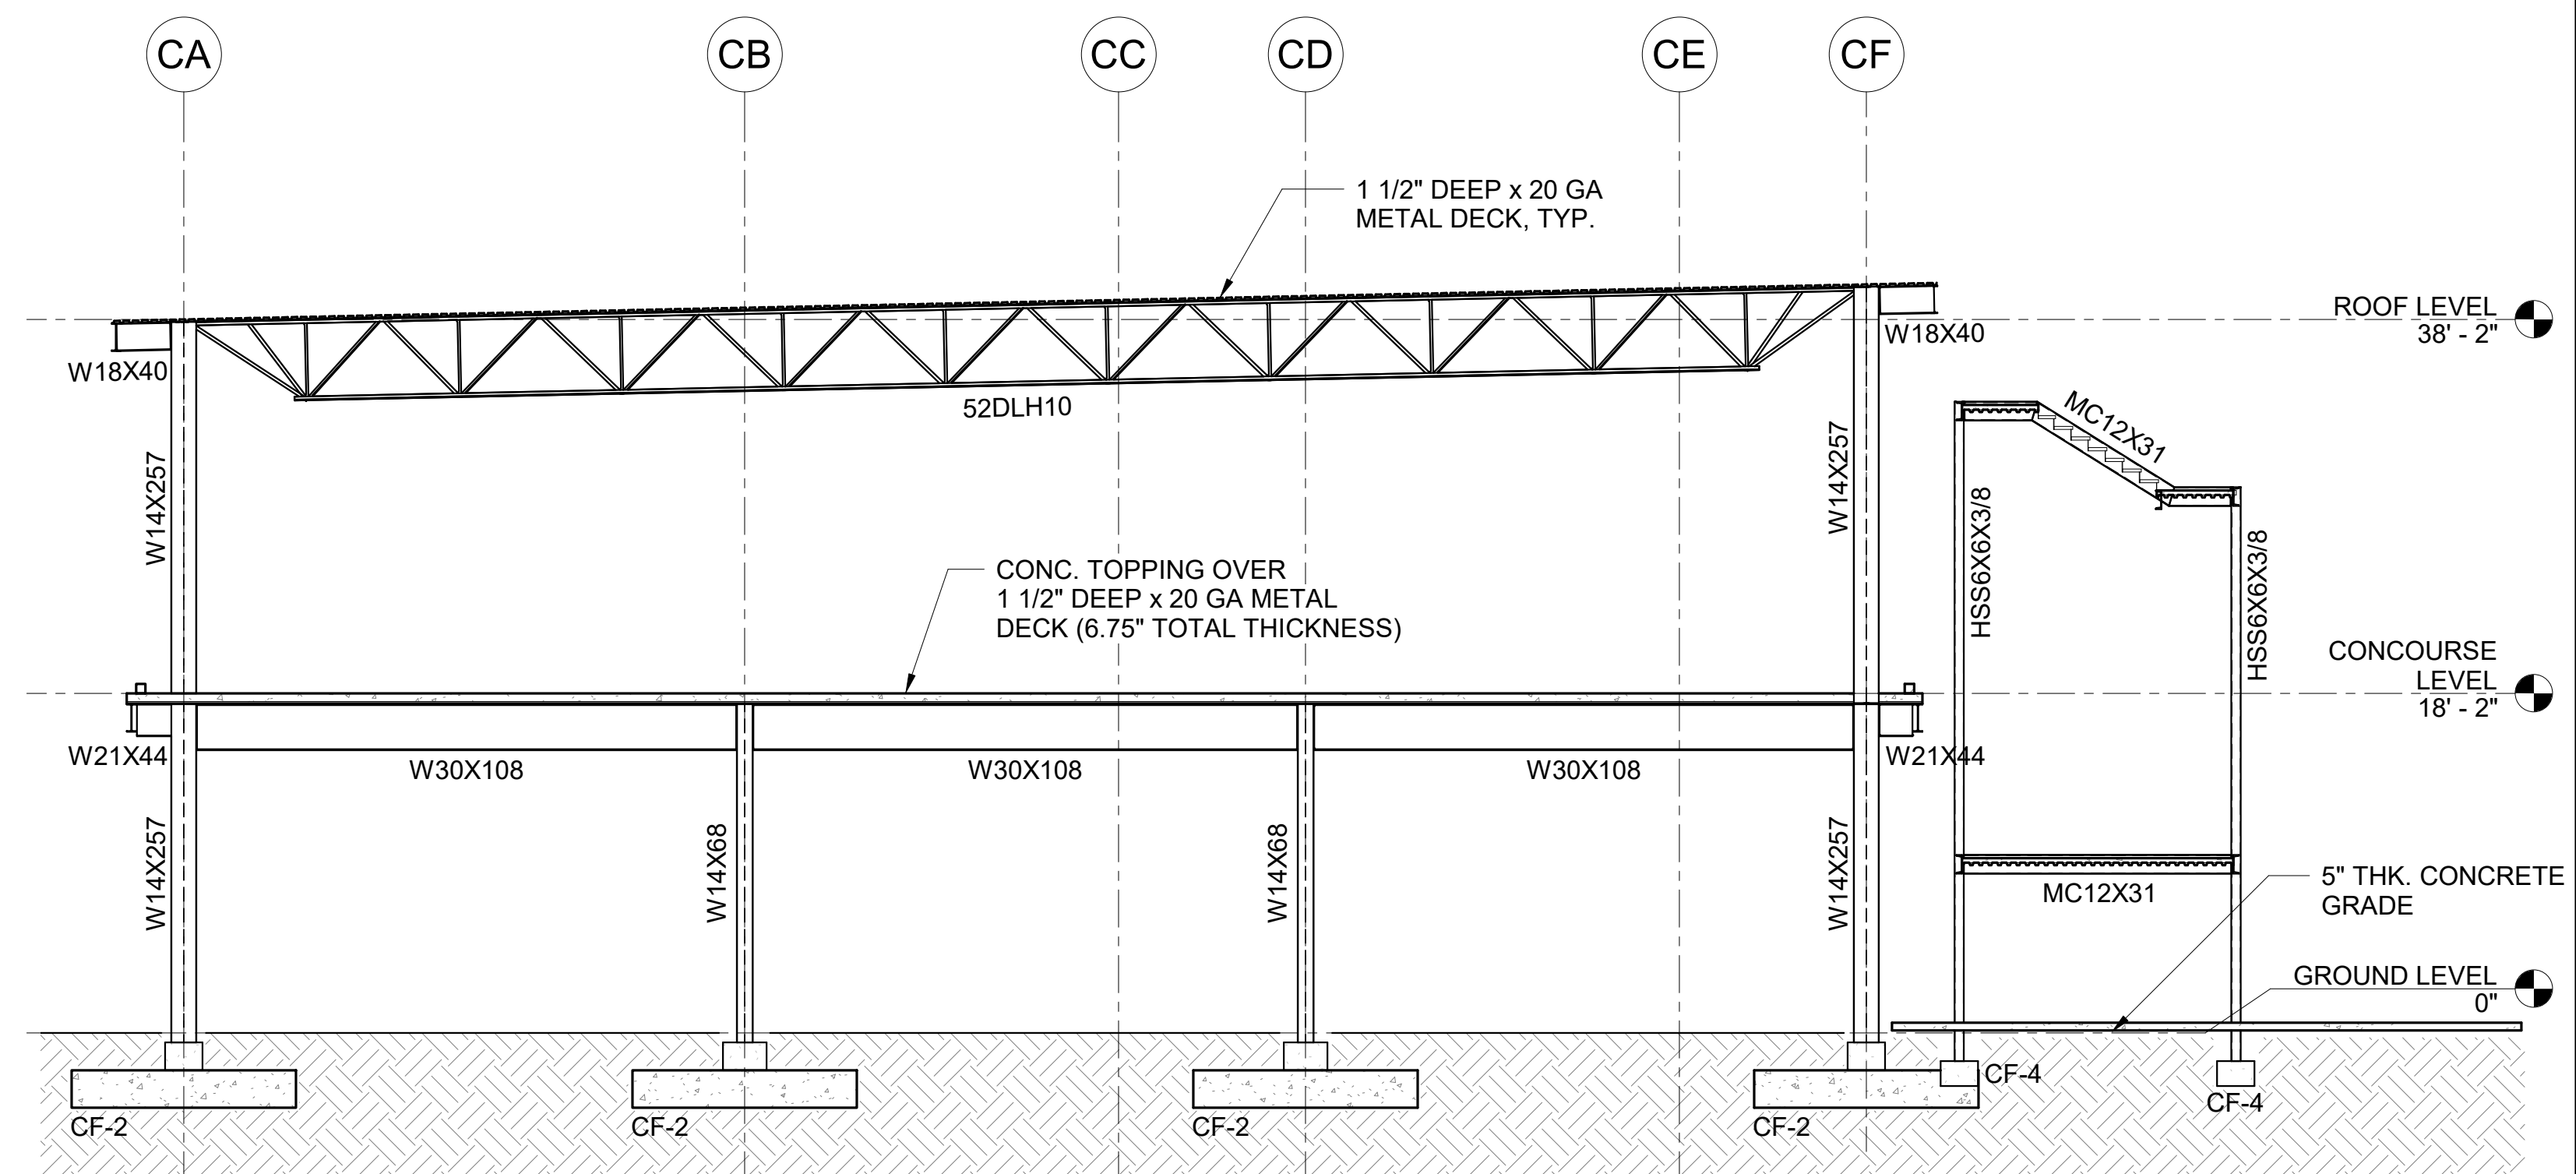 CA
CB
CC
CD
CE
CF
1 1/2" DEEP x 20 GA
METAL DECK, TYP.
ROOF LEVEL
38' - 2"
W18X40
W18X40
52DLH10
MC12X31
W14X257
W14X257
HSS6X6X3/8
HSS6X6X3/8
CONC. TOPPING OVER
1 1/2" DEEP x 20 GA METAL
DECK (6.75" TOTAL THICKNESS)
CONCOURSE
LEVEL
18' - 2"
W21X44
W21X44
W30X108
W30X108
W30X108
W14X257
W14X68
W14X68
W14X257
MC12X31
5" THK. CONCRETE
GRADE
GROUND LEVEL
0"
CF-4
CF-4
CF-2
CF-2
CF-2
CF-2